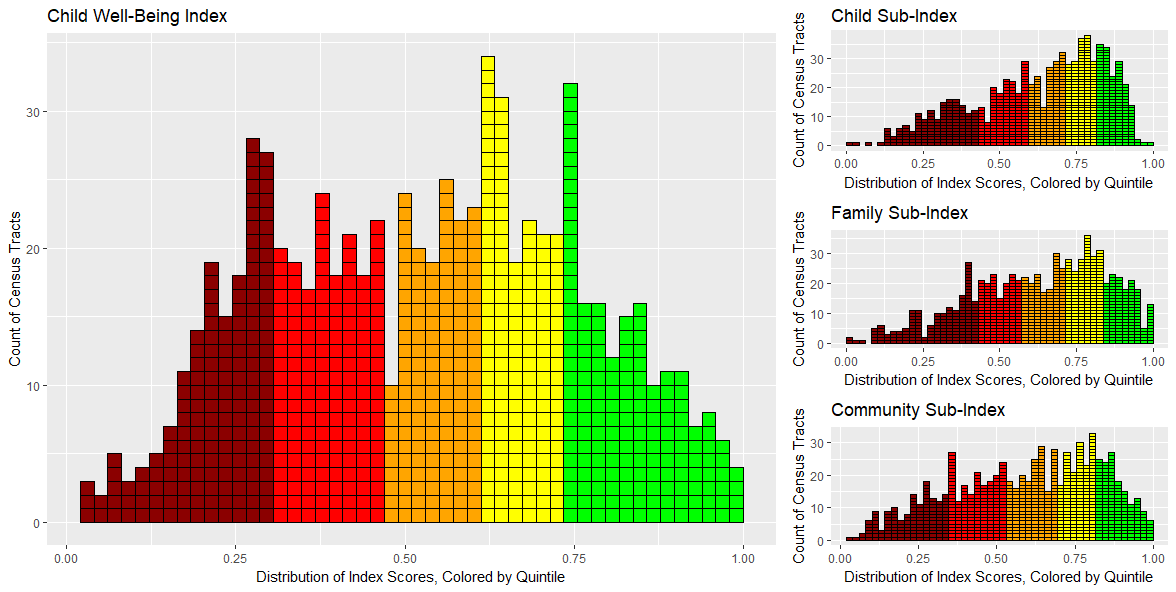 Child Well-Being Index
Count of Census Tracts
30
20
10
0
0.00 0.25 0.50 0.75 1.00
Distribution of Index Scores, Colored by Quintile
Child Sub-Index
Count of Census Tracts
30
20
10
0
0.00 0.25 0.50 0.75 1.00
Distribution of Index Scores, Colored by Quintile
Family Sub-Index
Count of Census Tracts
30
20
10
0
0.00 0.25 0.50 0.75 1.00
Distribution of Index Scores, Colored by Quintile
Community Sub-Index
Count of Census Tracts
30
20
10
0
0.00 0.25 0.50 0.75 1.00
Distribution of Index Scores, Colored by Quintile